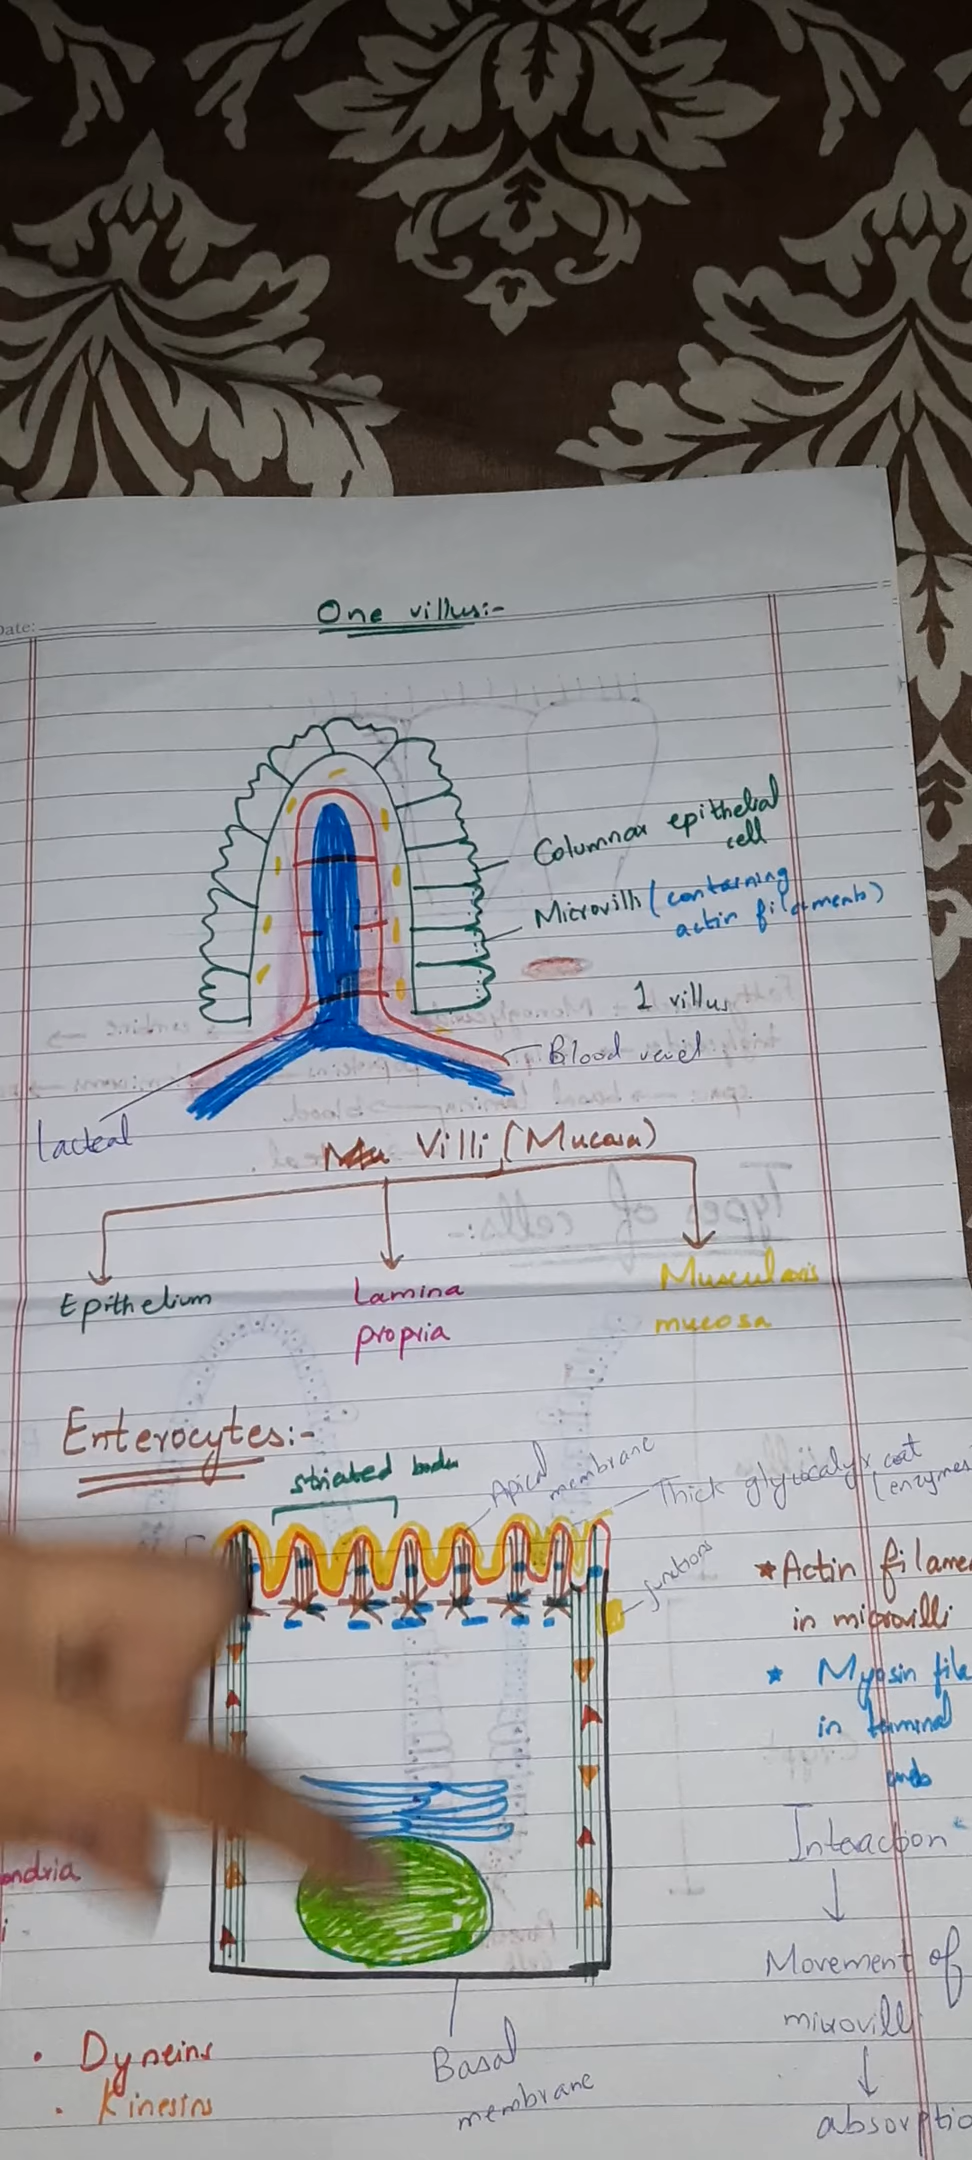 Date:
One villus:-
Columnar epithelial
cell
Microvilli (containing
actin filaments)
1 villus
Blood vessel
Lacteal
Villi (Mucosa)
Epithelium
Lamina
propria
Muscularis
mucosa
Enterocytes:-
striated
Apical
membrane
Thick glycocalyx coat
(enzymes
junctions
*Actin filame
in microvilli
* Myosin fila
in terminal
web
Interaction
Movement of
microvilli
absorptio
ondria
i
• Dyneins
• Kinesins
Basal
membrane